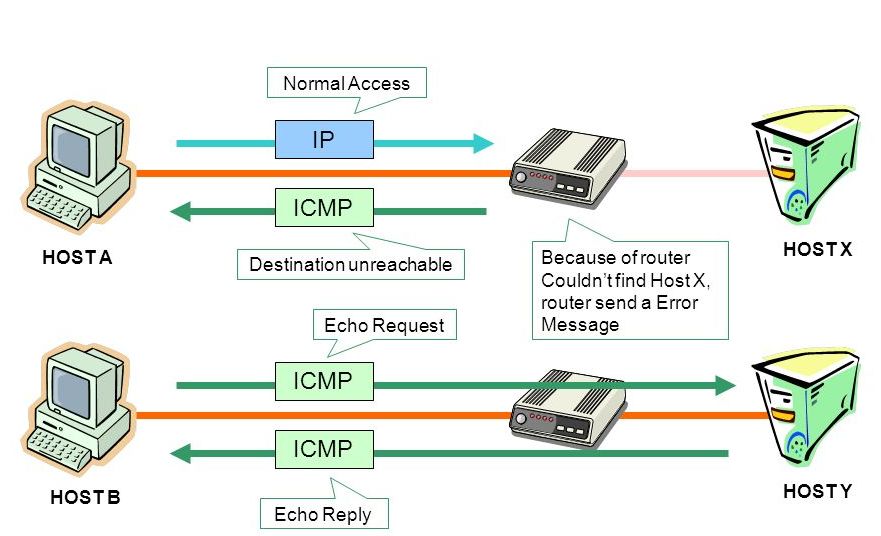 Normal Access
IP
ICMP
HOST A
Destination unreachable
HOST X
Because of router
Couldn't find Host X,
router send a Error
Message
Echo Request
ICMP
ICMP
HOST B
Echo Reply
HOST Y